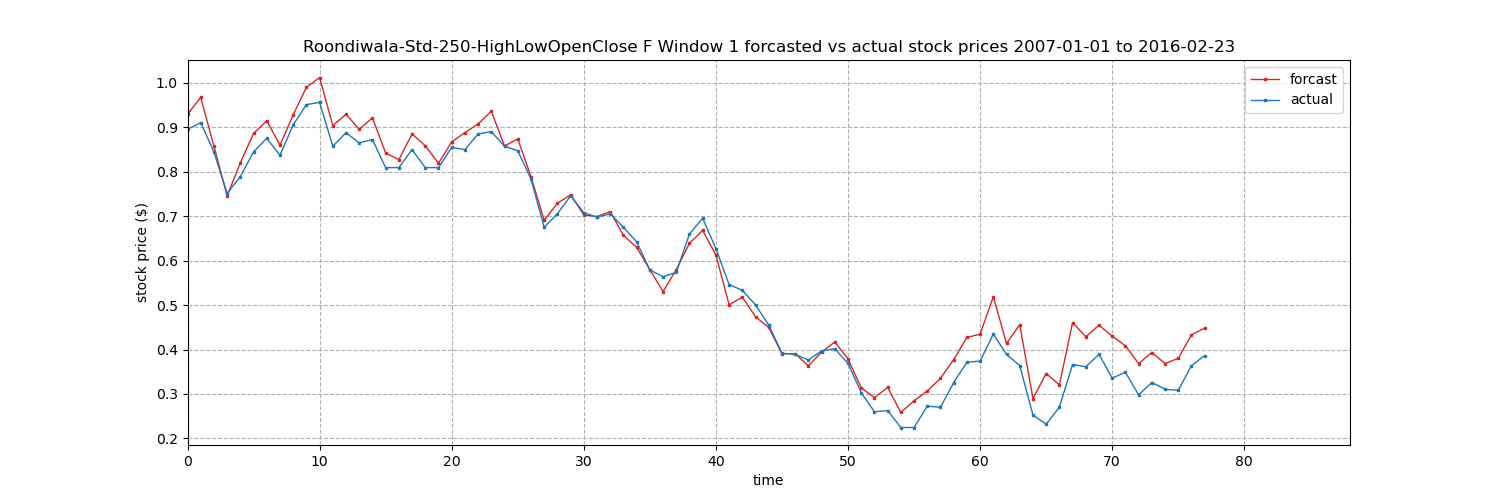 Roondiwala-Std-250-HighLowOpenClose F Window 1 forcasted vs actual stock prices 2007-01-01 to 2016-02-23
forcast
actual
1.0
0.9
0.8
0.7
0.6
0.5
0.4
0.3
0.2
stock price ($)
0 10 20 30 40 50 60 70 80
time